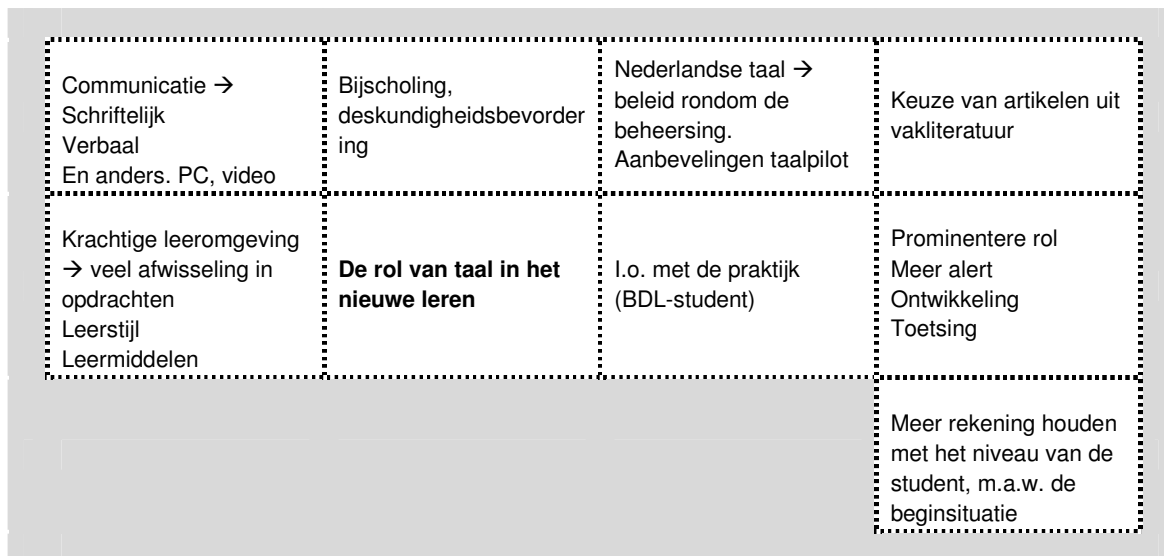 Communicatie →
Schriftelijk
Verbaal
En anders. PC, video
Bijscholing,
deskundigheidsbevorder
ing
Nederlandse taal →
beleid rondom de
beheersing.
Aanbevelingen taalpilot
Keuze van artikelen uit
vakliteratuur
Krachtige leeromgeving
→ veel afwisseling in
opdrachten
Leerstijl
Leermiddelen
De rol van taal in het
nieuwe leren
I.o. met de praktijk
(BDL-student)
Prominentere rol
Meer alert
Ontwikkeling
Toetsing
Meer rekening houden
met het niveau van de
student, m.a.w. de
beginsituatie